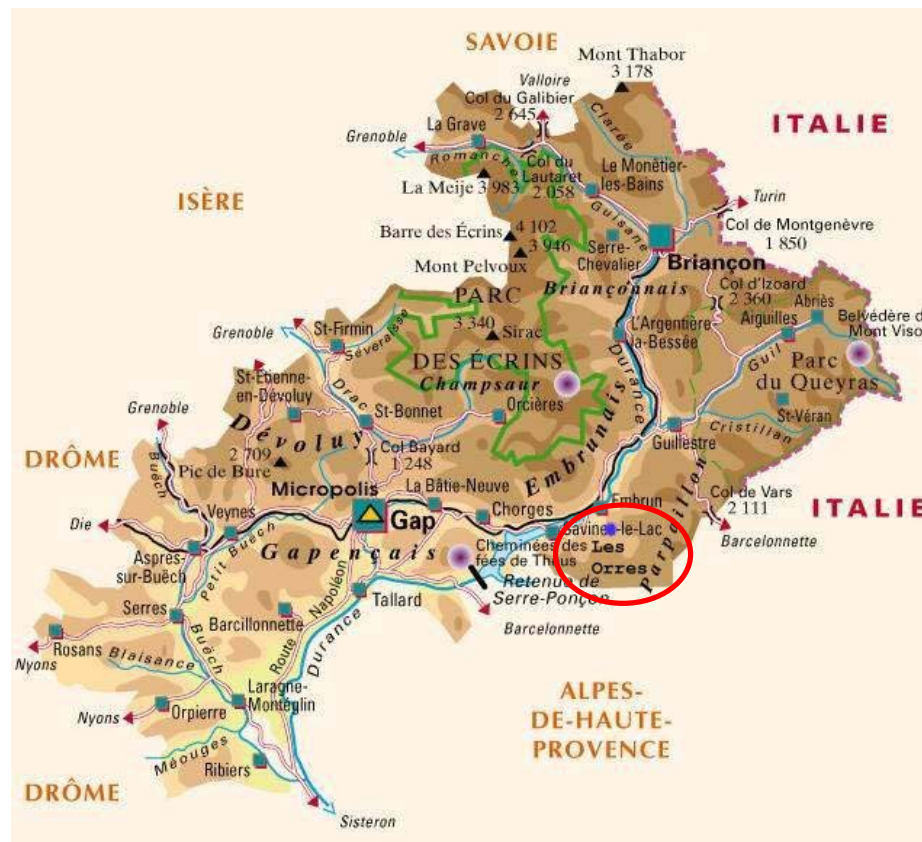 SAVOIE
Mont Thabor
3 178
Valloire
Col du Galibier
2 645
Clarée
ITALIE
Grenoble
La Grave
Romanche
Col du
Lautaret
2 058
Le Monêtier-
les-Bains
La Meije 3 983
ISÈRE
Guisane
Turin
Col de Montgenèvre
1 850
Barre des Écrins
4 102
3 946
Mont Pelvoux
Serre-
Chevalier
Briançon
Briançonnais
PARC
DES ÉCRINS
Col d'Izoard
2 360
Abriès
Aiguilles
Belvédère d
Mont Viso
3 340
Sirac
L'Argentière
-la-Bessée
Guil
Parc
du Queyras
Grenoble
St-Firmin
Séveraisse
Champsaur
Durance
St-Étienne-
en-Dévoluy
Drac
St-Bonnet
Orcières
Embrunais
St-Véran
Cristillan
Guillestre
Grenoble
Dévoluy
Col Bayard
1 248
DRÔME
Buëch
2 709
Pic de Bure
Micropolis
Gap
La Bâtie-Neuve
Chorges
Embrun
Col de Vars
2 111
ITALIE
Barcelonnette
Parpaillon
Die
Veynes
Aspres-
sur-Buëch
Petit Buëch
Gapençais
Savines-le-Lac
Les
Orres
Cheminées des
fées de Théus
Retenue de
Serre-Ponçon
Barcelonnette
Serres
Barcillonnette
Route Napoléon
Tallard
Durance
Rosans
Nyons
Blaisance
Buëch
Laragne-
Montéglin
Orpierre
Nyons
Méouges
Ribiers
ALPES-
DE-HAUTE-
PROVENCE
DRÔME
Sisteron